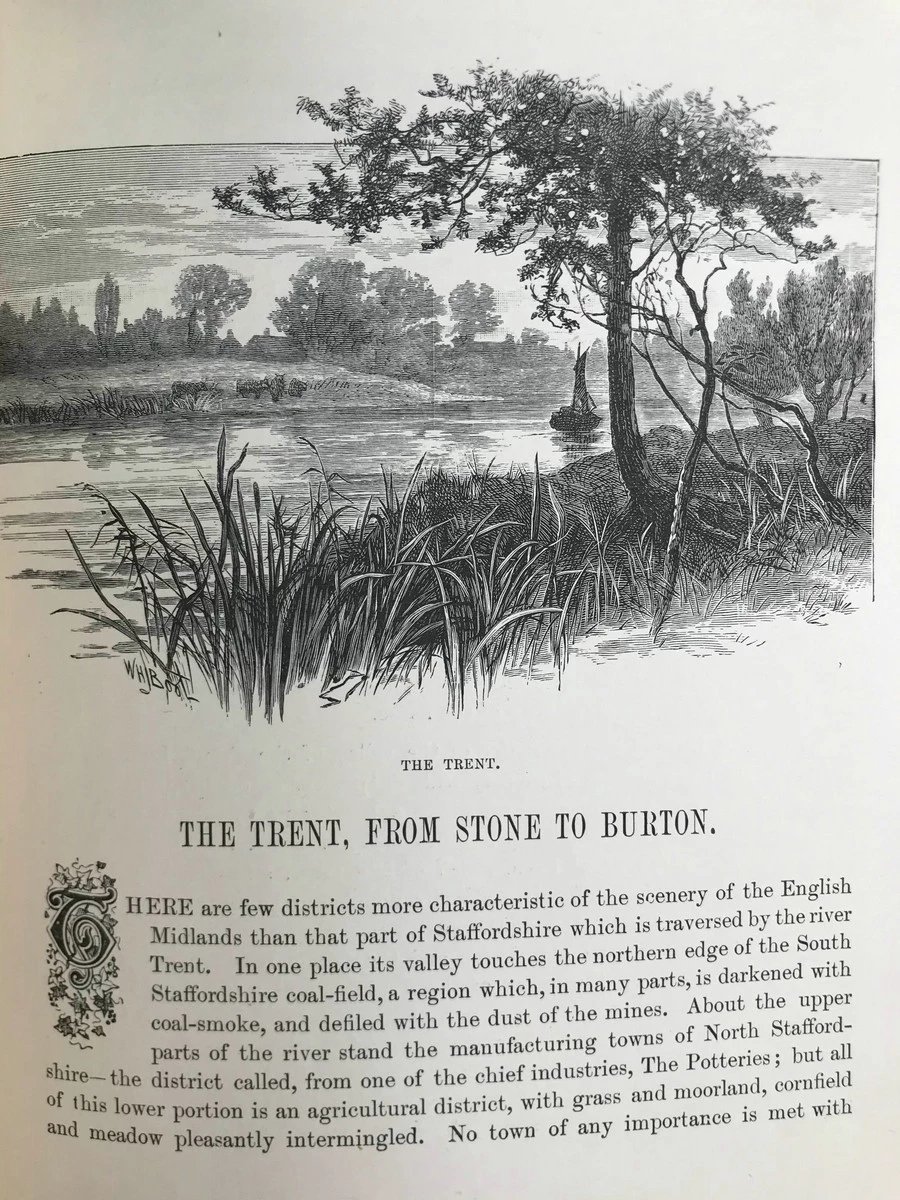 WHJBoot
THE TRENT.
THE TRENT, FROM STONE TO BURTON.
THERE are few districts more characteristic of the scenery of the English
Midlands than that part of Staffordshire which is traversed by the river
Trent. In one place its valley touches the northern edge of the South
Staffordshire coal-field, a region which, in many parts, is darkened with
coal-smoke, and defiled with the dust of the mines. About the upper
parts of the river stand the manufacturing towns of North Stafford-
shire—the district called, from one of the chief industries, The Potteries; but all
of this lower portion is an agricultural district, with grass and moorland, cornfield
and meadow pleasantly intermingled. No town of any importance is met with